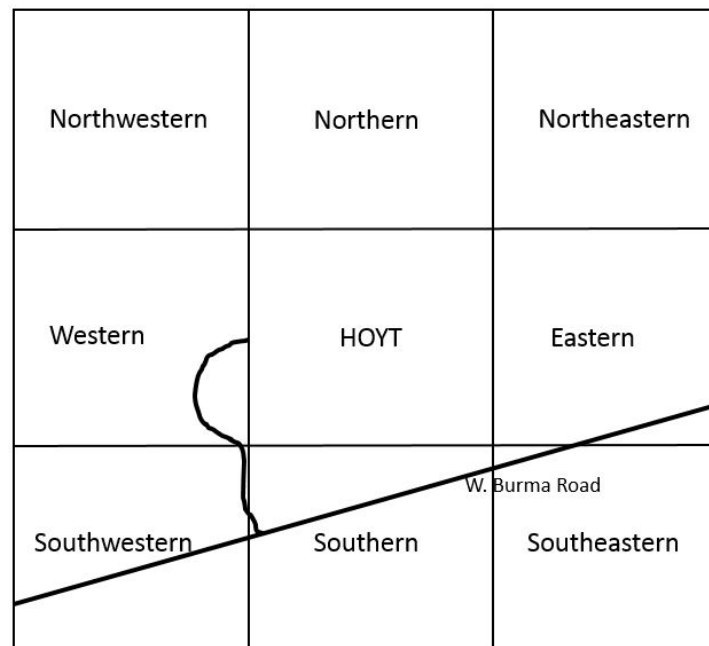 Northwestern
Northern
Northeastern
Western
HOYT
Eastern
W. Burma Road
Southwestern
Southern
Southeastern